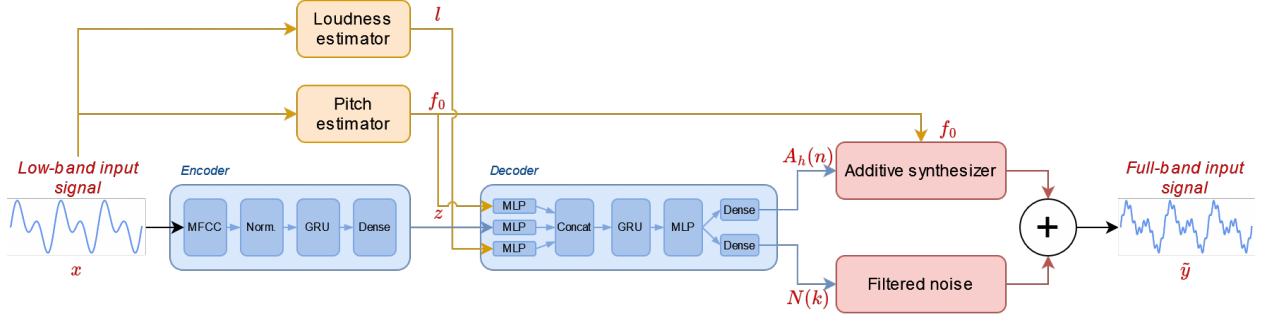 Loudness
estimator
l
Pitch
estimator
f₀
f₀
Low-band input
signal
x
Encoder
MFCC
Norm.
GRU
Dense
z
Decoder
MLP
MLP
MLP
Concat
GRU
MLP
Dense
Dense
Aₕ(n)
N(k)
Additive synthesizer
Filtered noise
+
Full-band input
signal
ỹ